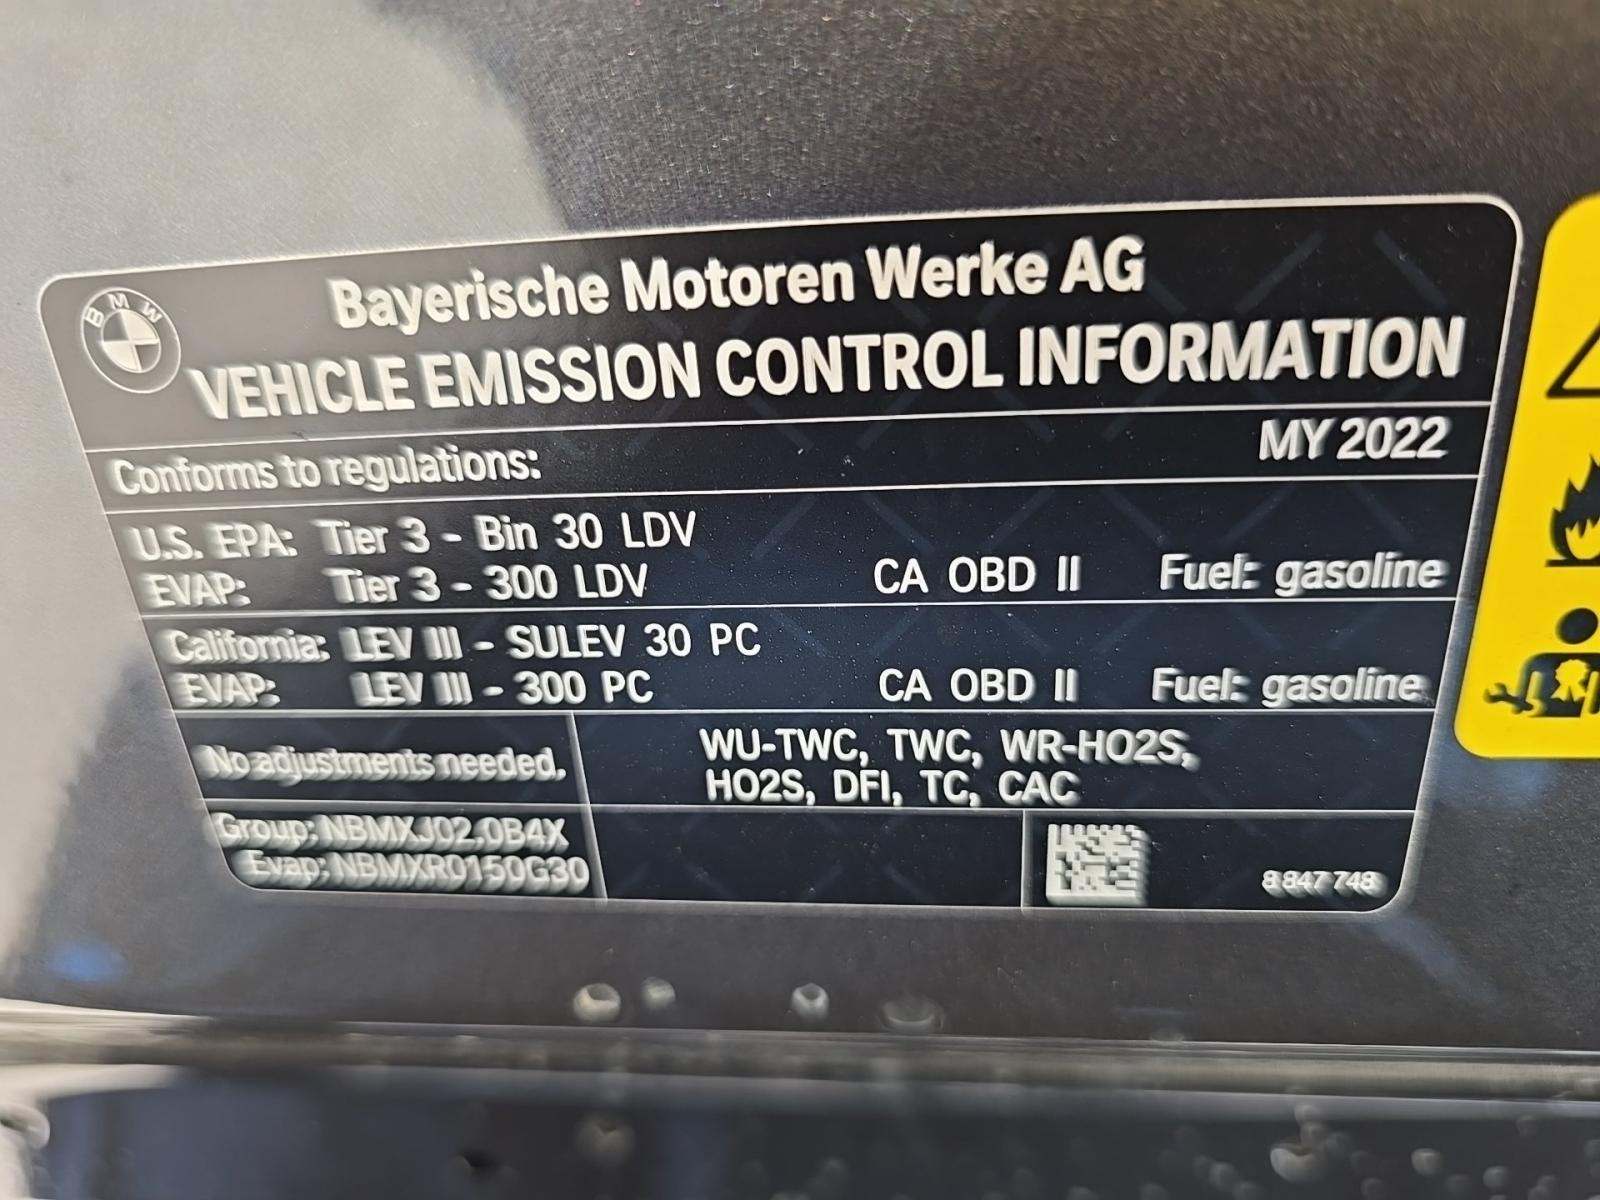 BMW
Bayerische Motoren Werke AG
VEHICLE EMISSION CONTROL INFORMATION
MY 2022
Conforms to regulations:
U.S. EPA: Tier 3 - Bin 30 LDV
EVAP: Tier 3 - 300 LDV CA OBD II Fuel: gasoline
California: LEV III - SULEV 30 PC
EVAP: LEV III - 300 PC CA OBD II Fuel: gasoline
No adjustments needed.
WU-TWC, TWC, WR-HO2S,
HO2S, DFI, TC, CAC
Group: NBMXJ02.0B4X
Evap: NBMXR0150G30
8 847 748